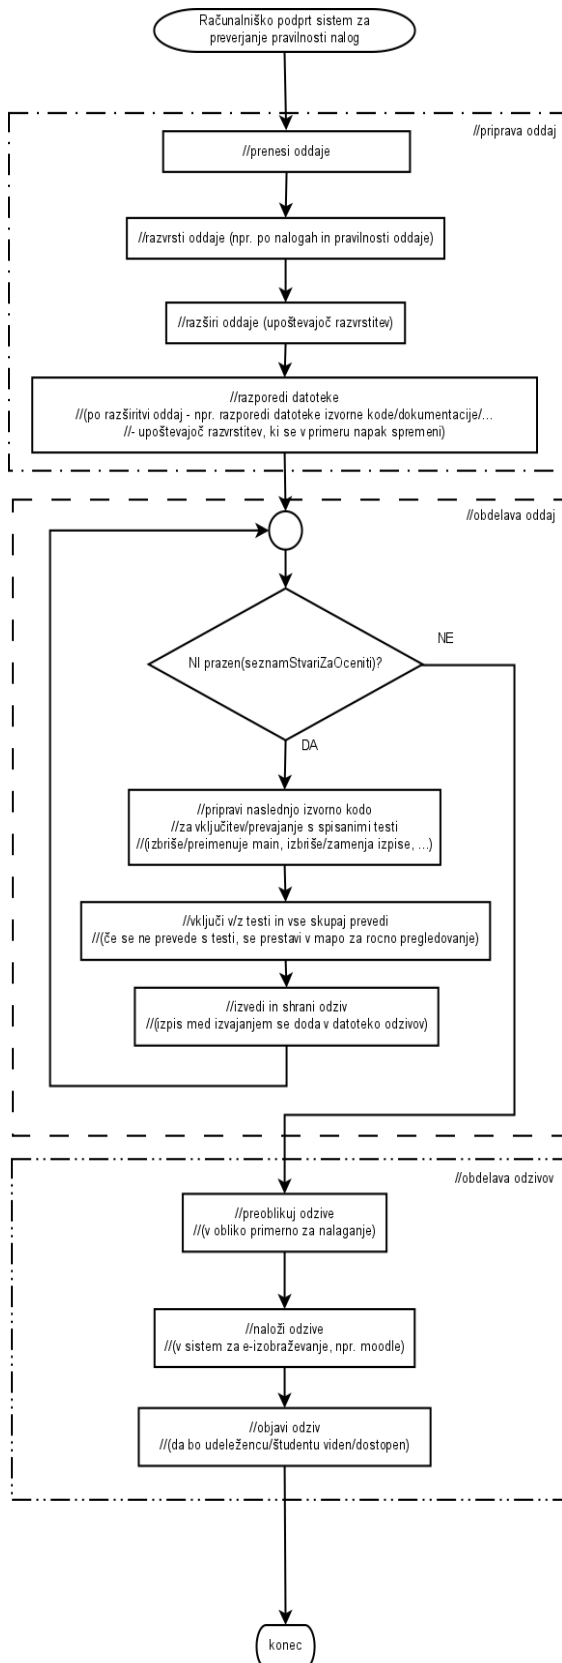 Računalniško podprt sistem za
preverjanje pravilnosti nalog
//priprava oddaj
//prenesi oddaje
//razvrsti oddaje (npr. po nalogah in pravilnosti oddaje)
//razširi oddaje (upoštevajoč razvrstitev)
//razporedi datoteke
//(po razširitvi oddaj - npr. razporedi datoteke izvorne kode/dokumentacije/...
//- upoštevajoč razvrstitev, ki se v primeru napak spremeni)
//obdelava oddaj
NI prazen(seznamStvariZaOceniti)?
NE
DA
//pripravi naslednjo izvorno kodo
//za vključitev/prevajanje s spisanimi testi
//(izbriše/preimenuje main, izbriše/zamenja izpise, ...)
//vključi v/z testi in vse skupaj prevedi
//(če se ne prevede s testi, se prestavi v mapo za rocno pregledovanje)
//izvedi in shrani odziv
//(izpis med izvajanjem se doda v datoteko odzivov)
//obdelava odzivov
//preoblikuj odzive
//(v obliko primerno za nalaganje)
//naloži odzive
//(v sistem za e-izobraževanje, npr. moodle)
//objavi odziv
//(da bo udeležencu/študentu viden/dostopen)
konec